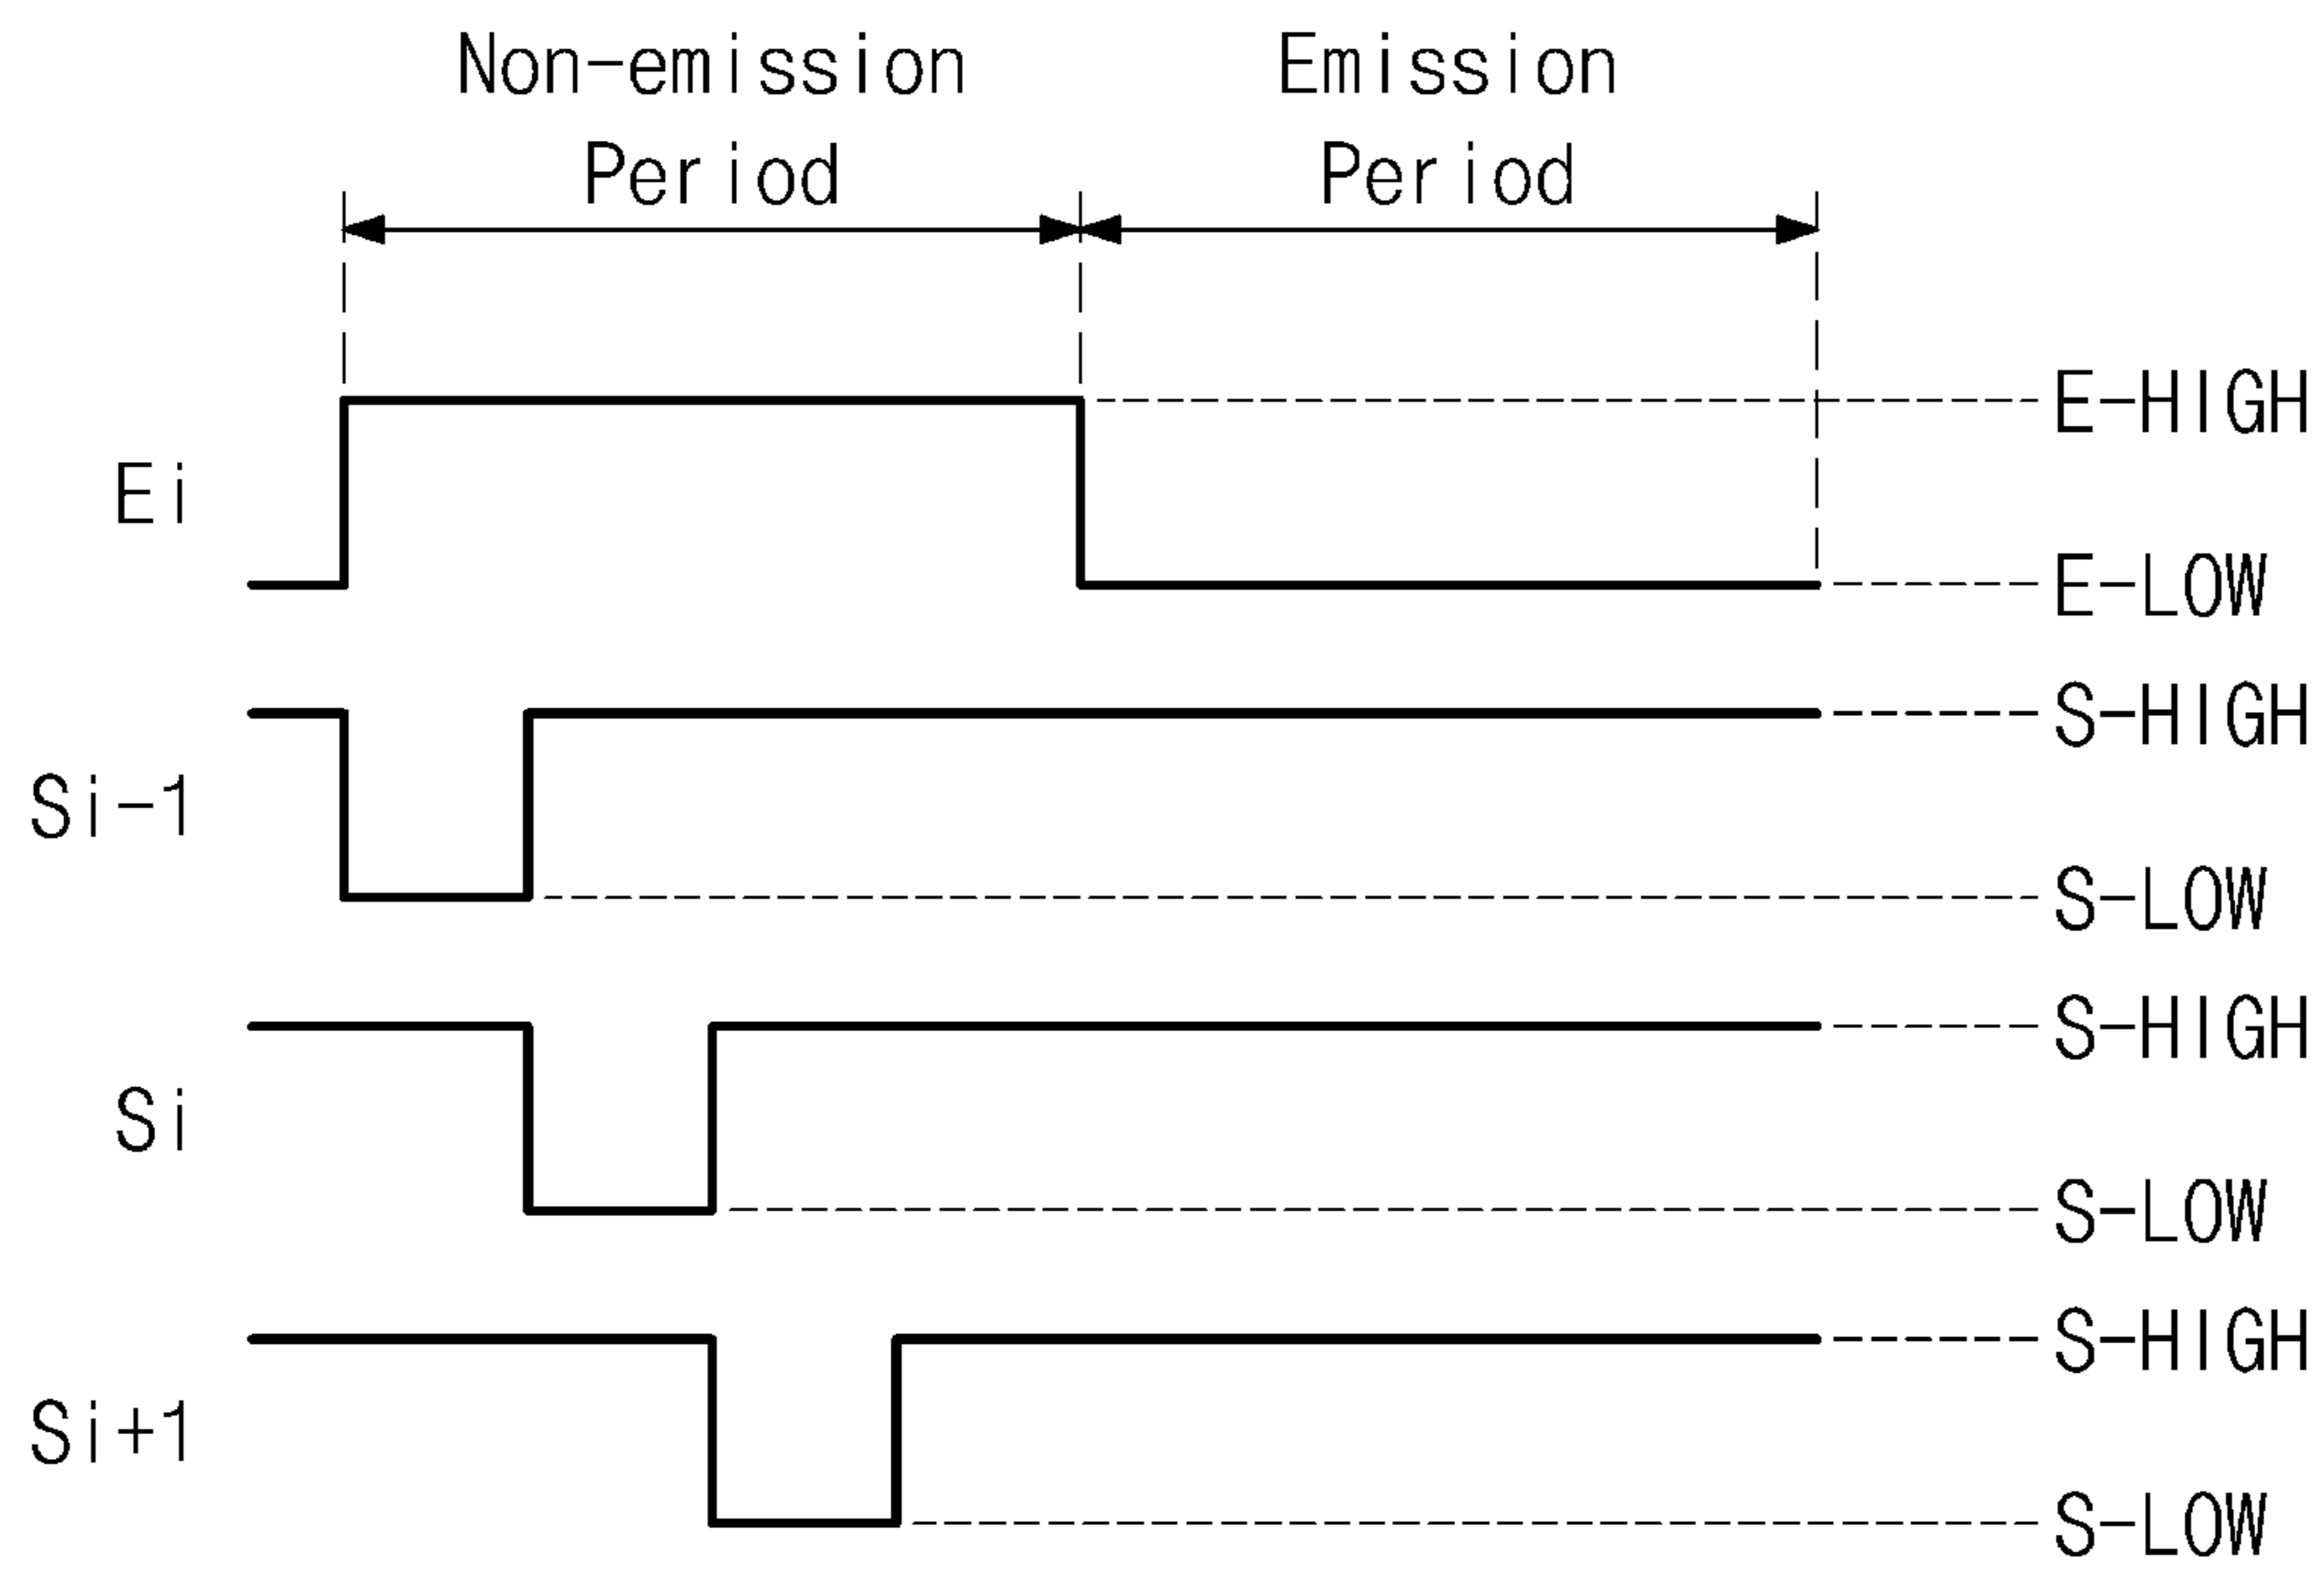 Non-emission Period
Emission Period
E-HIGH
Ei
E-LOW
S-HIGH
Si-1
S-LOW
S-HIGH
Si
S-LOW
S-HIGH
Si+1
S-LOW